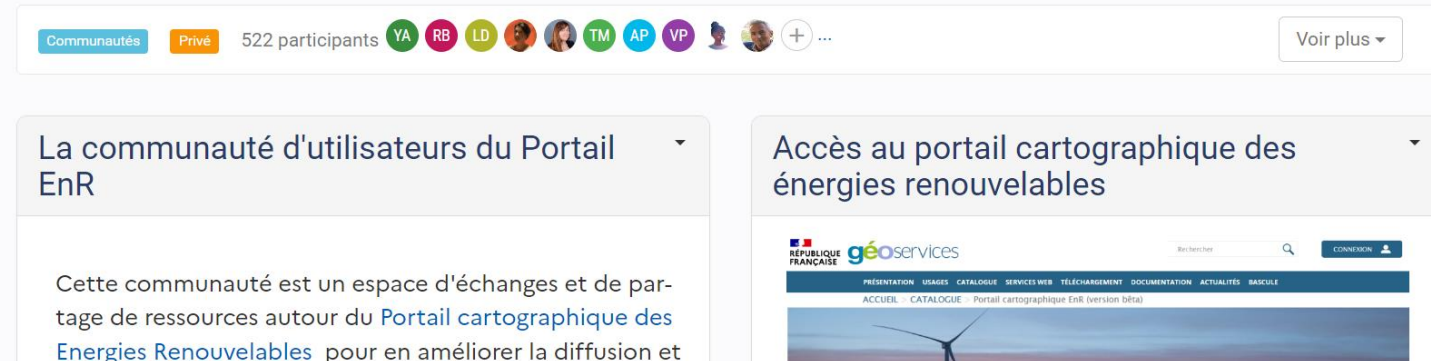 Communautés Privé 522 participants YA RB LD TM AP VP + ... Voir plus
La communauté d'utilisateurs du Portail
EnR
Cette communauté est un espace d'échanges et de par-
tage de ressources autour du Portail cartographique des
Energies Renouvelables pour en améliorer la diffusion et
Accès au portail cartographique des
énergies renouvelables
RÉPUBLIQUE
FRANÇAISE
géoservices
Rechercher
CONNEXION
PRÉSENTATION USAGES CATALOGUE SERVICES WEB TÉLÉCHARGEMENT DOCUMENTATION ACTUALITÉS BASCULE
ACCUEIL > CATALOGUE > Portail cartographique EnR (version bêta)